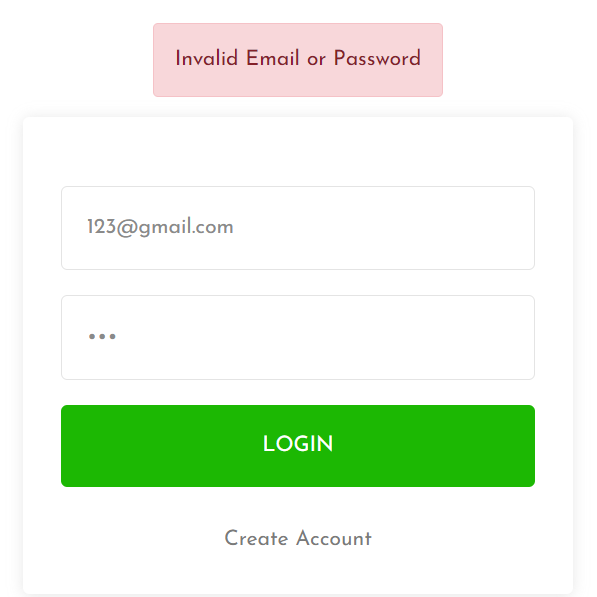 Invalid Email or Password
123@gmail.com
•••
LOGIN
Create Account